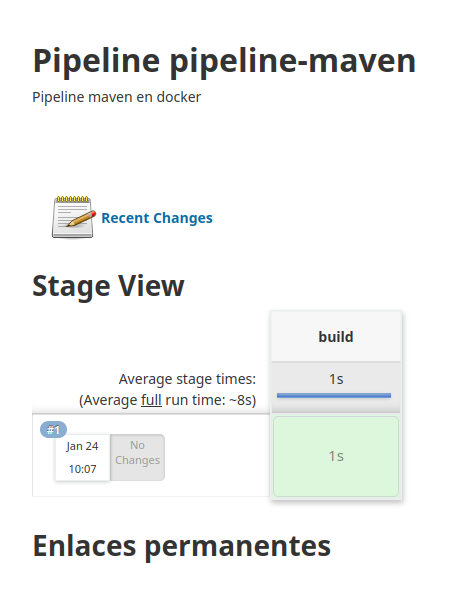 Pipeline pipeline-maven
Pipeline maven en docker
Recent Changes
Stage View
build
Average stage times:
1s
(Average full run time: ~8s)
#1
Jan 24
10:07
No
Changes
1s
Enlaces permanentes